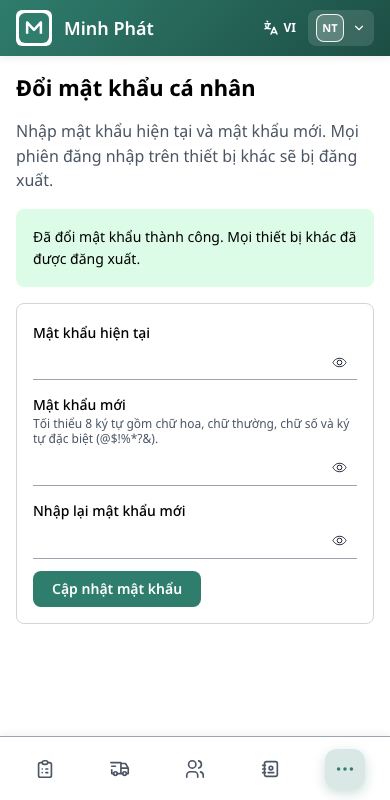 Minh Phát
VI
NT
Đổi mật khẩu cá nhân
Nhập mật khẩu hiện tại và mật khẩu mới. Mọi
phiên đăng nhập trên thiết bị khác sẽ bị đăng
xuất.
Đã đổi mật khẩu thành công. Mọi thiết bị khác đã
được đăng xuất.
Mật khẩu hiện tại
Mật khẩu mới
Tối thiểu 8 ký tự gồm chữ hoa, chữ thường, chữ số và ký
tự đặc biệt (@$!%*?&).
Nhập lại mật khẩu mới
Cập nhật mật khẩu